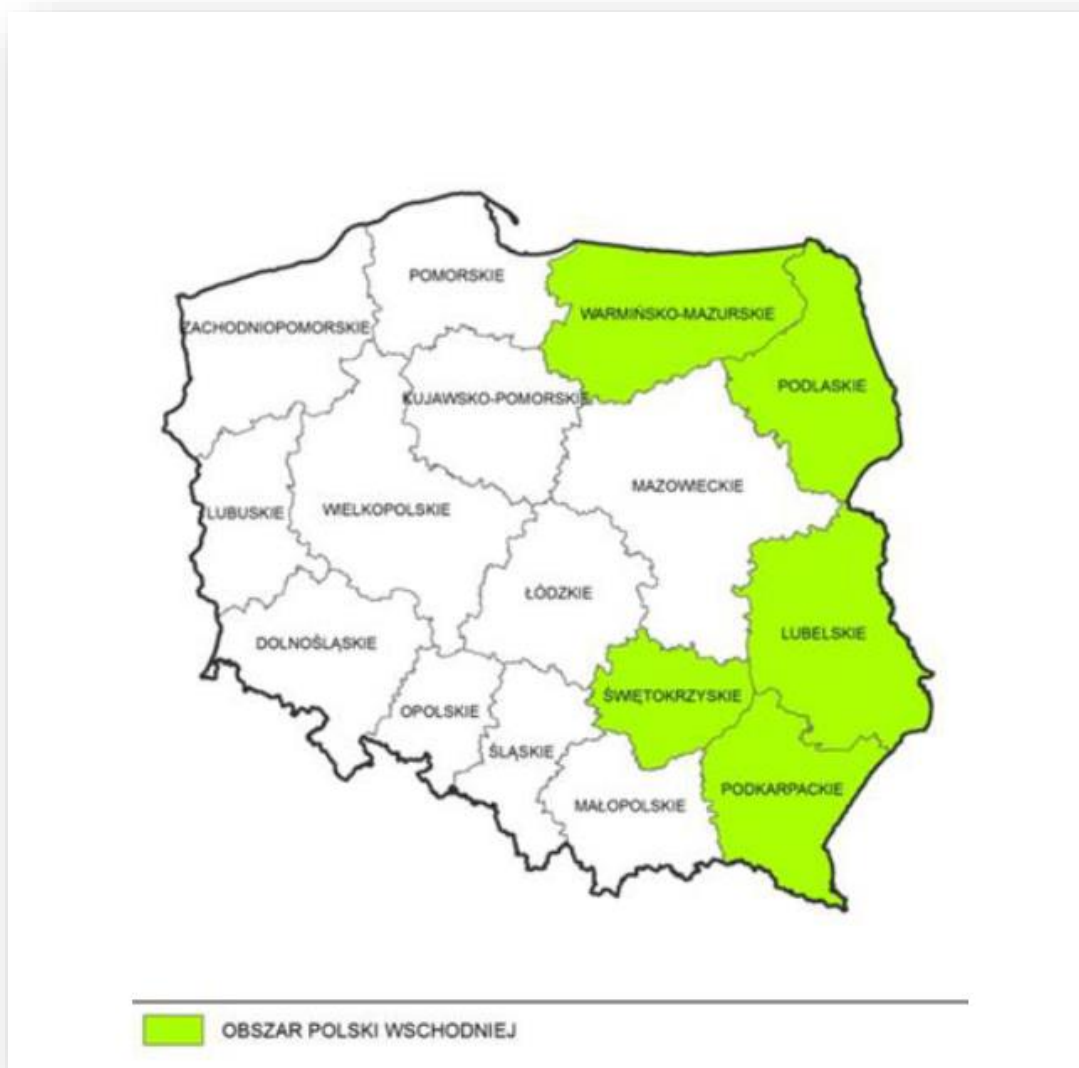 POMORSKIE
WARMIŃSKO-MAZURSKIE
ZACHODNIOPOMORSKIE
PODLASKIE
KUJAWSKO-POMORSKIE
MAZOWIECKIE
LUBUSKIE
WIELKOPOLSKIE
ŁÓDZKIE
LUBELSKIE
DOLNOŚLĄSKIE
ŚWIĘTOKRZYSKIE
OPOLSKIE
ŚLĄSKIE
PODKARPACKIE
MAŁOPOLSKIE
OBSZAR POLSKI WSCHODNIEJ